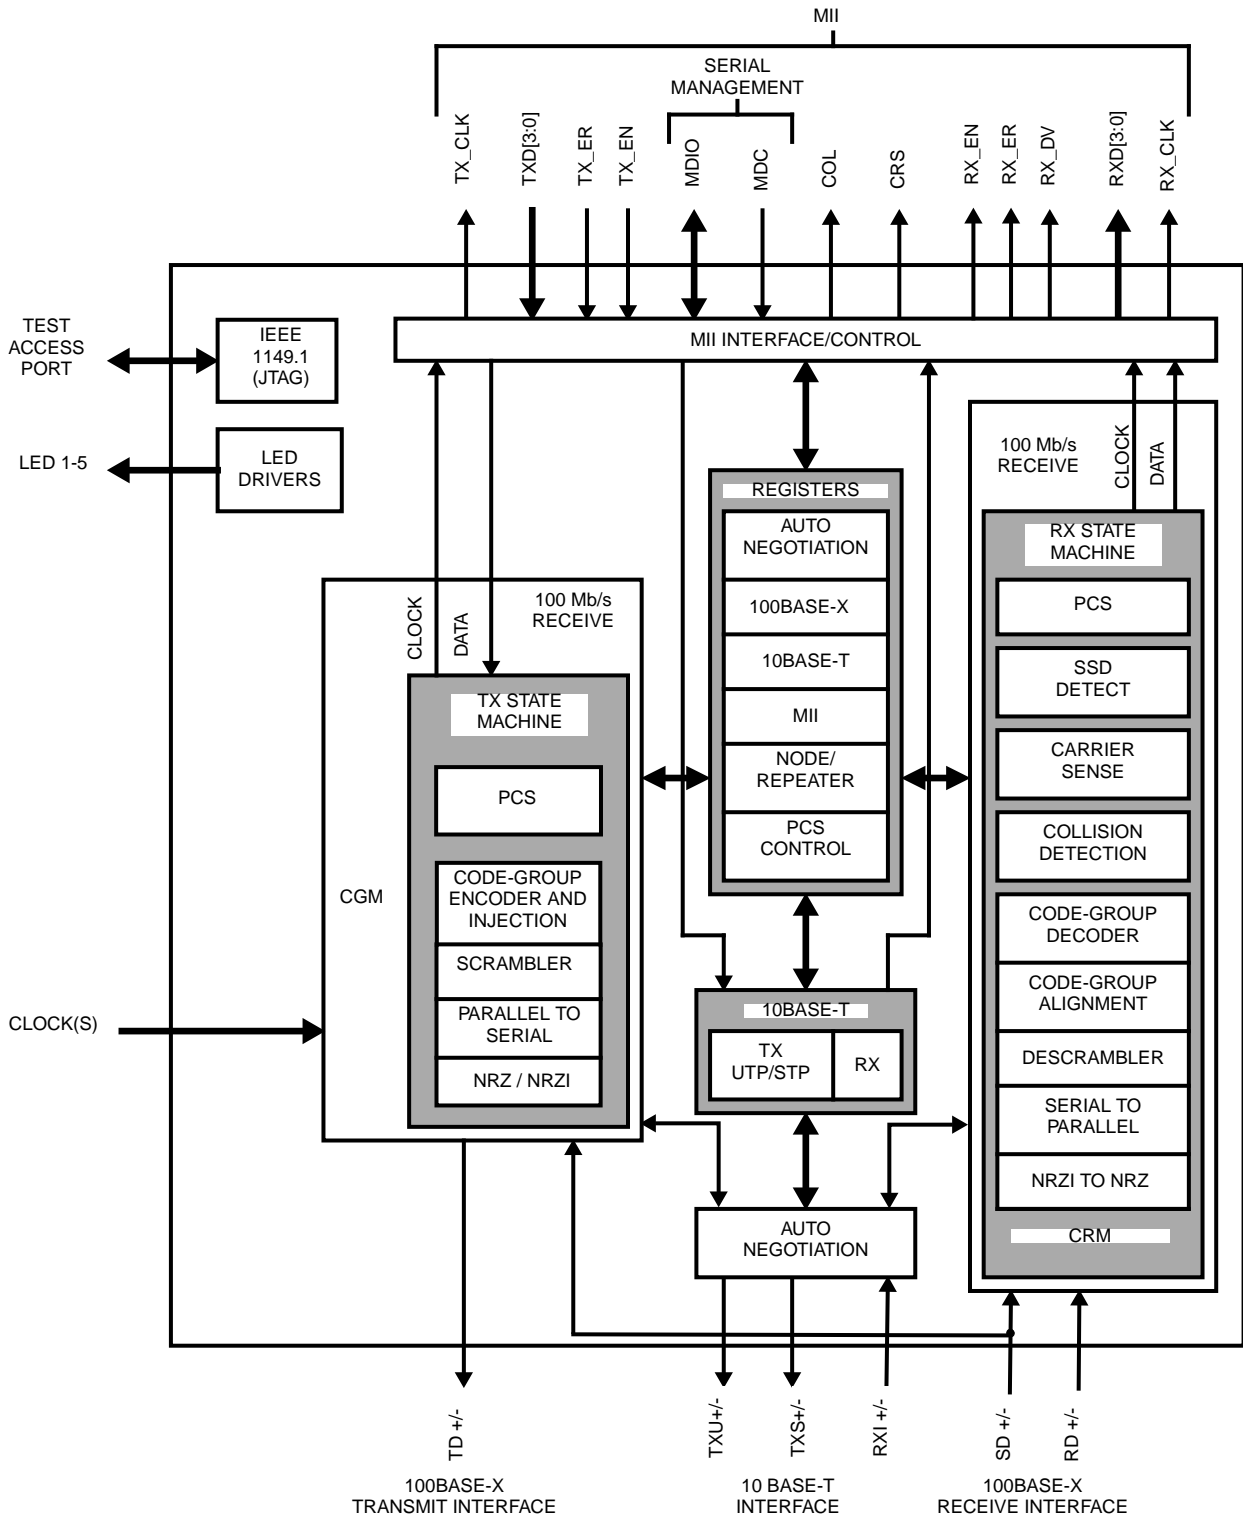 MII
SERIAL
MANAGEMENT
TX_CLK
TXD[3:0]
TX_ER
TX_EN
MDIO
MDC
COL
CRS
RX_EN
RX_ER
RX_DV
RXD[3:0]
RX_CLK
MII INTERFACE/CONTROL
TEST
ACCESS
PORT
IEEE
1149.1
(JTAG)
LED 1-5
LED
DRIVERS
100 Mb/s
RECEIVE
CLOCK
DATA
TX STATE
MACHINE
PCS
CGM
CODE-GROUP
ENCODER AND
INJECTION
SCRAMBLER
PARALLEL TO
SERIAL
NRZ / NRZI
CLOCK(S)
REGISTERS
AUTO
NEGOTIATION
100BASE-X
10BASE-T
MII
NODE/
REPEATER
PCS
CONTROL
10BASE-T
TX
UTP/STP
RX
AUTO
NEGOTIATION
100 Mb/s
RECEIVE
CLOCK
DATA
RX STATE
MACHINE
PCS
SSD
DETECT
CARRIER
SENSE
COLLISION
DETECTION
CODE-GROUP
DECODER
CODE-GROUP
ALIGNMENT
DESCRAMBLER
SERIAL TO
PARALLEL
NRZI TO NRZ
CRM
TD +/-
TXU+/-
TXS+/-
RXI +/-
SD +/-
RD +/-
100BASE-X
TRANSMIT INTERFACE
10 BASE-T
INTERFACE
100BASE-X
RECEIVE INTERFACE